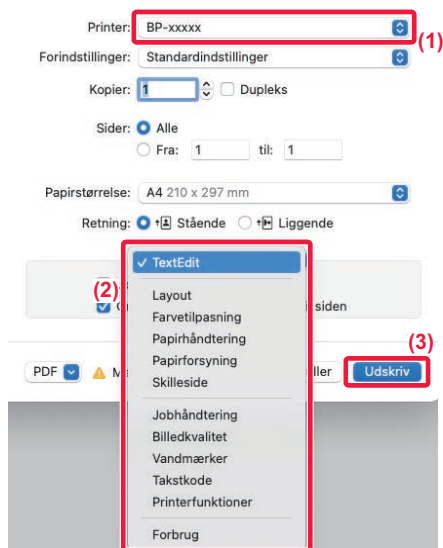 Printer: BP-xxxxx
(1)
Forindstillinger: Standardindstillinger
Kopier: 1 Dupleks
Sider: Alle
Fra: 1 til: 1
Papirstørrelse: A4 210 x 297 mm
Retning: Stående Liggende
✓ TextEdit
(2)
siden
Layout
Farvetilpasning
Papirhåndtering
Papirforsyning
Skilleside
(3)
PDF Udskriv
Jobhåndtering
Billedkvalitet
Vandmærker
Takstkode
Printerfunktioner
Forbrug